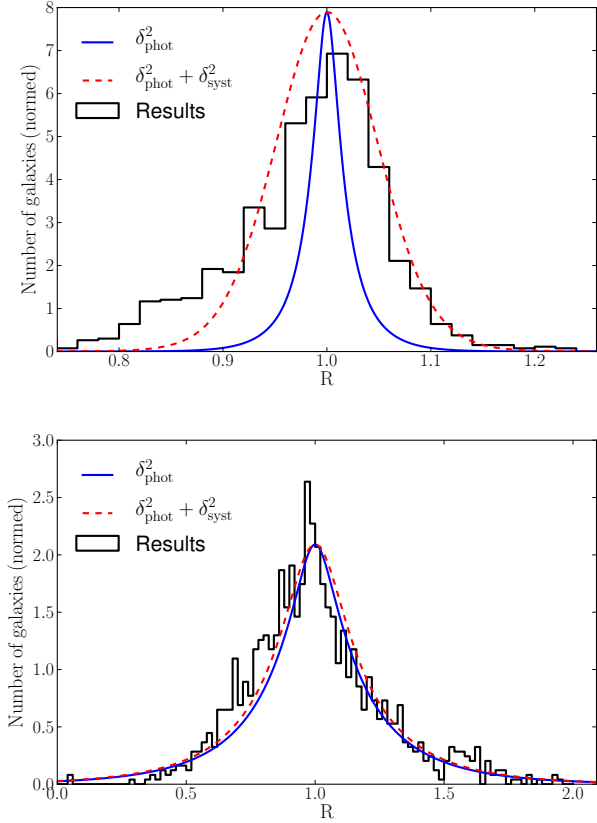 8
7
6
5
4
3
2
1
0
Number of galaxies (normed)
δ²phot
δ²phot + δ²syst
Results
0.8 0.9 1.0 1.1 1.2
R
3.0
2.5
2.0
1.5
1.0
0.5
0.0
Number of galaxies (normed)
δ²phot
δ²phot + δ²syst
Results
0.0 0.5 1.0 1.5 2.0
R